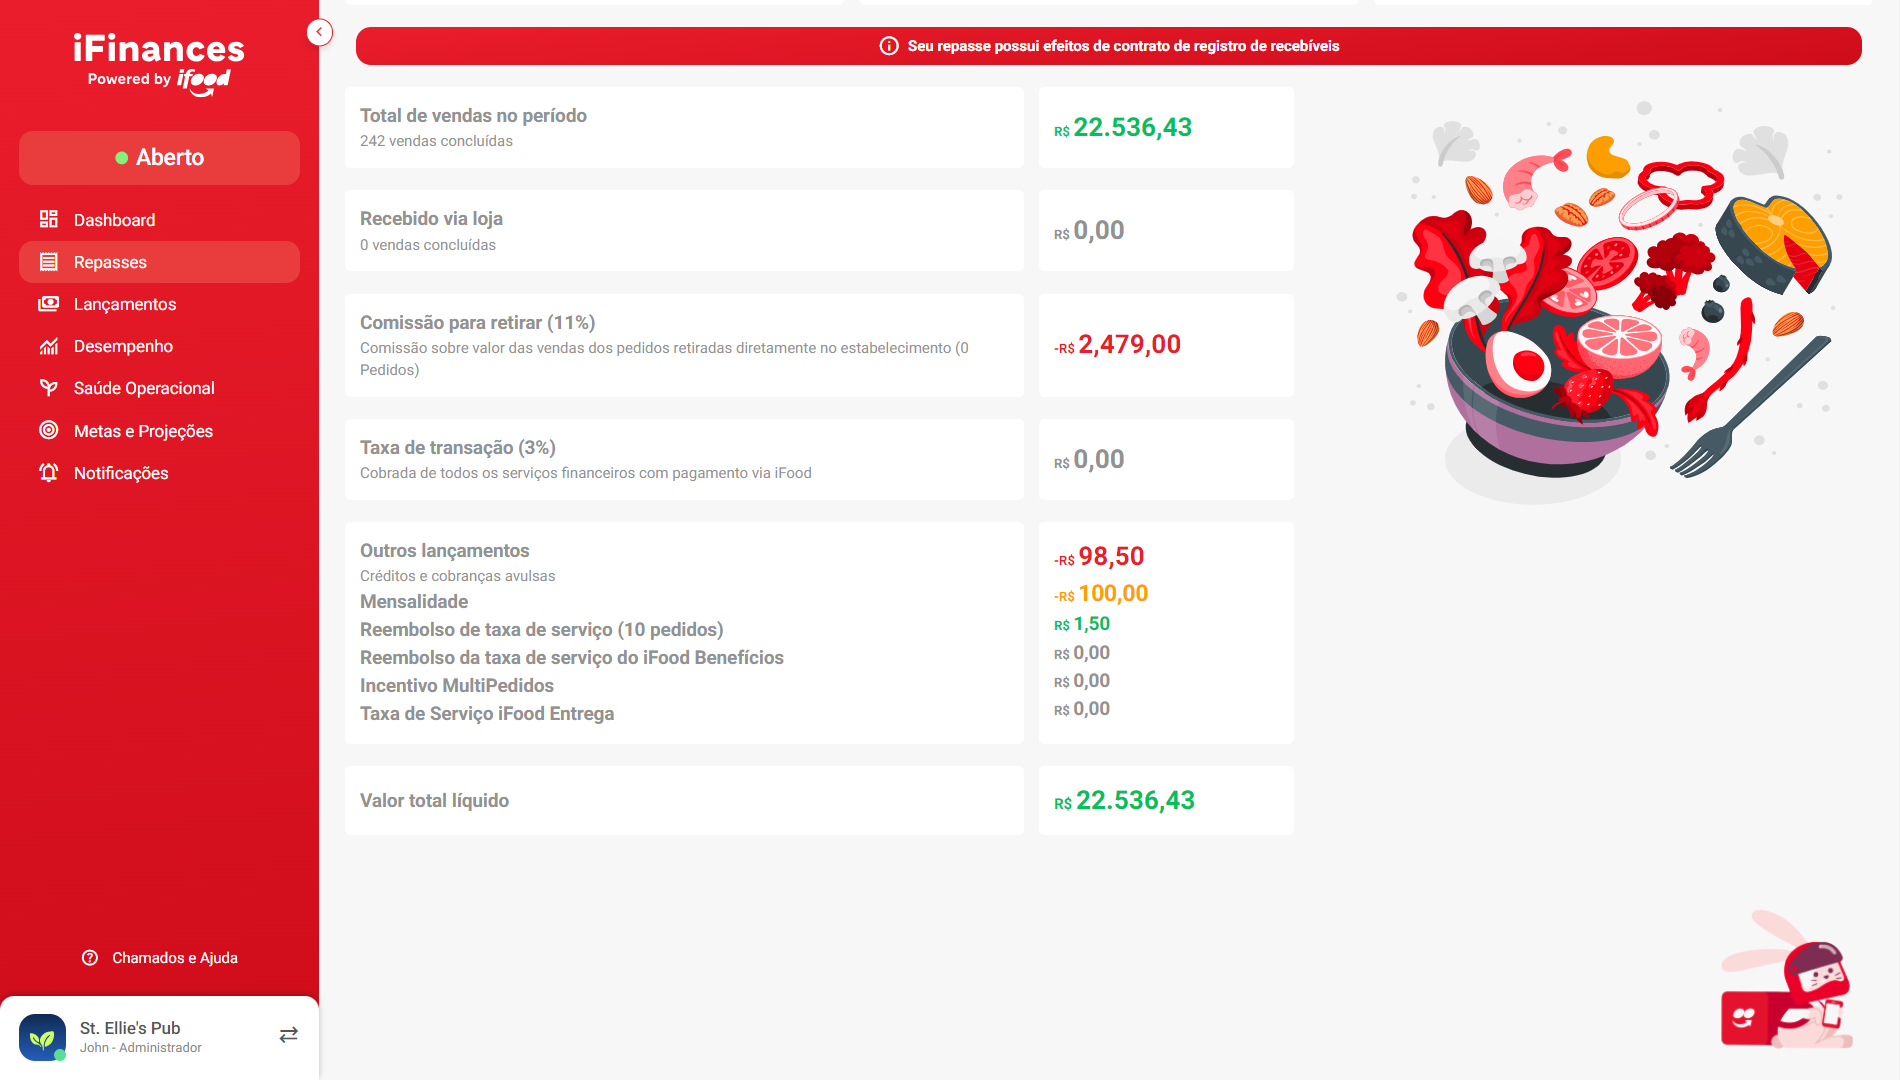 iFinances
Powered by ifood
Aberto
Dashboard
Repasses
Lançamentos
Desempenho
Saúde Operacional
Metas e Projeções
Notificações
Chamados e Ajuda
St. Ellie's Pub
John - Administrador
Seu repasse possui efeitos de contrato de registro de recebíveis
Total de vendas no período
242 vendas concluídas
R$ 22.536,43
Recebido via loja
0 vendas concluídas
R$ 0,00
Comissão para retirar (11%)
Comissão sobre valor das vendas dos pedidos retiradas diretamente no estabelecimento (0
Pedidos)
-R$ 2,479,00
Taxa de transação (3%)
Cobrada de todos os serviços financeiros com pagamento via iFood
R$ 0,00
Outros lançamentos
Créditos e cobranças avulsas
Mensalidade
Reembolso de taxa de serviço (10 pedidos)
Reembolso da taxa de serviço do iFood Benefícios
Incentivo MultiPedidos
Taxa de Serviço iFood Entrega
-R$ 98,50
-R$ 100,00
R$ 1,50
R$ 0,00
R$ 0,00
R$ 0,00
Valor total líquido
R$ 22.536,43